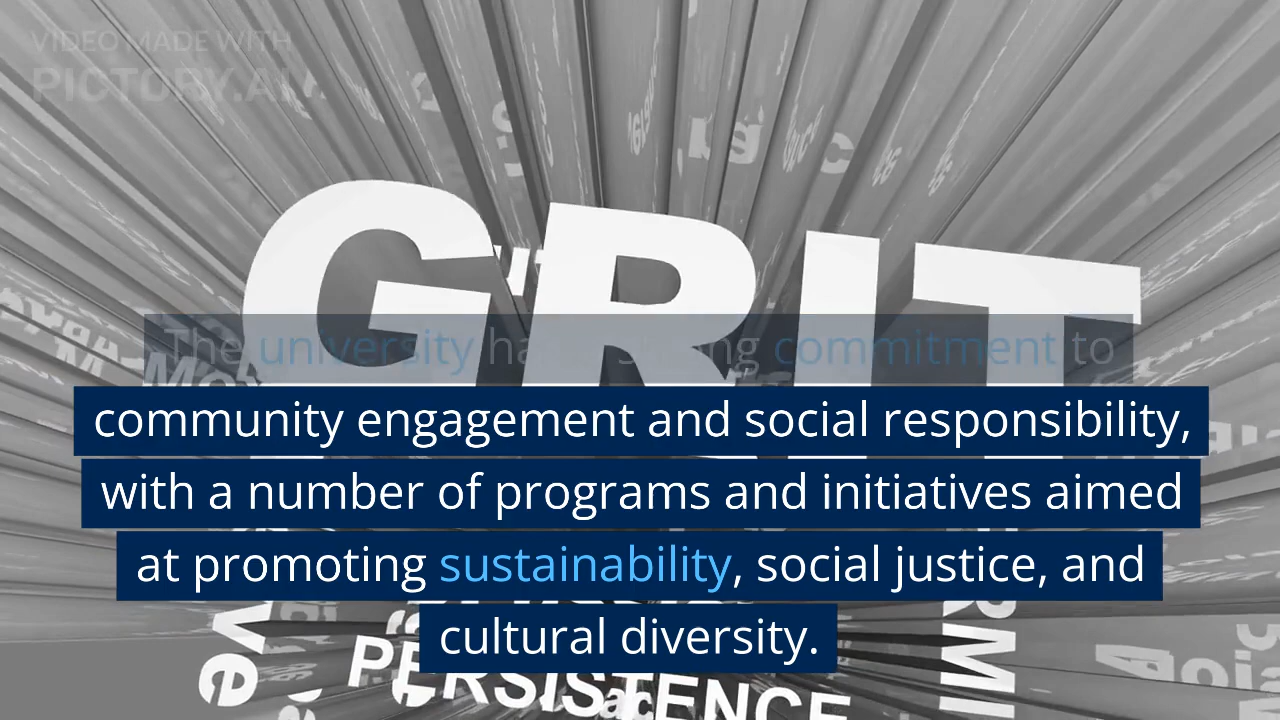 VIDEO MADE WITH
PICTORY.AI
GRIT
The university has a strong commitment to
community engagement and social responsibility,
with a number of programs and initiatives aimed
at promoting sustainability, social justice, and
cultural diversity.
PERSISTENCE